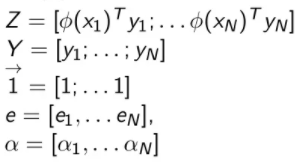 Z = [ϕ(x₁)ᵀy₁; … ϕ(x_N)ᵀy_N]
Y = [y₁; …; y_N]
1⃗ = [1; … 1]
e = [e₁, … e_N],
α = [α₁, … α_N]